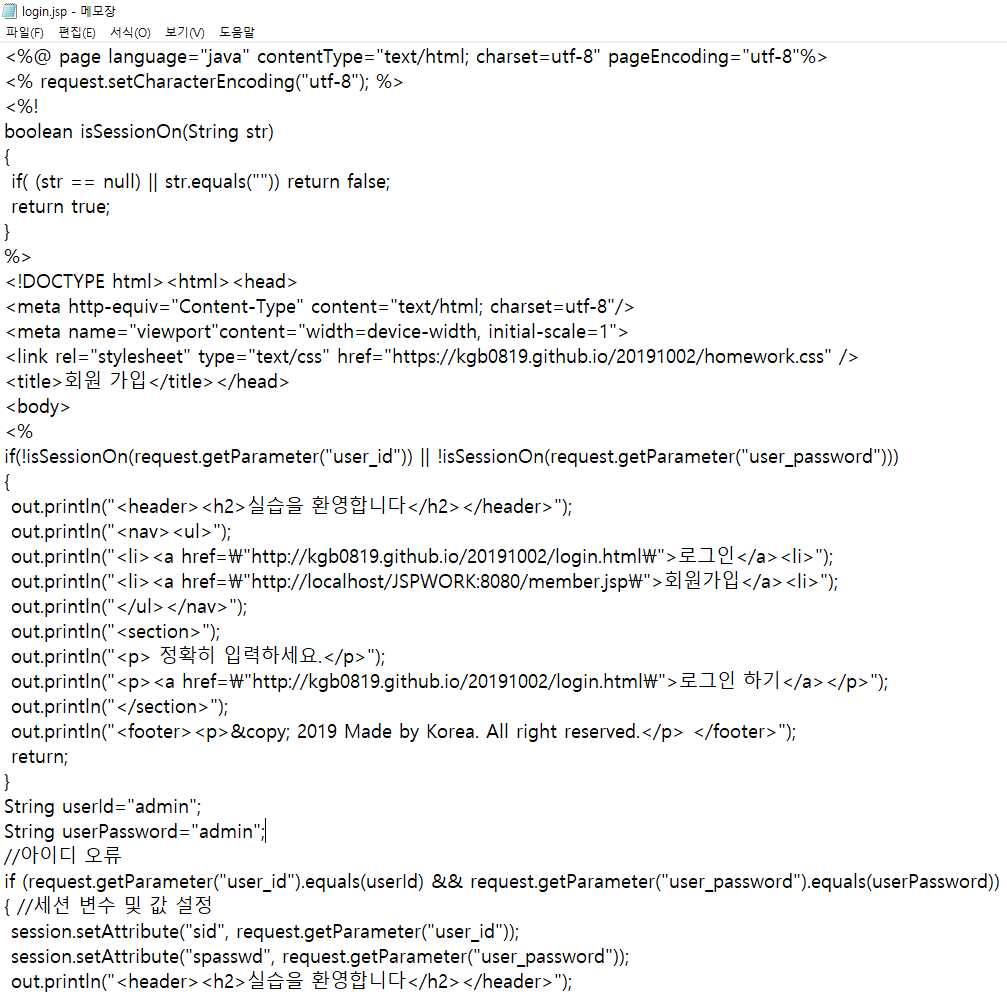 login.jsp - 메모장
파일(F) 편집(E) 서식(O) 보기(V) 도움말
<%@ page language="java" contentType="text/html; charset=utf-8" pageEncoding="utf-8"%>
<% request.setCharacterEncoding("utf-8"); %>
<%!
boolean isSessionOn(String str)
{
 if( (str == null) || str.equals("")) return false;
 return true;
}
%>
<!DOCTYPE html><html><head>
<meta http-equiv="Content-Type" content="text/html; charset=utf-8"/>
<meta name="viewport"content="width=device-width, initial-scale=1">
<link rel="stylesheet" type="text/css" href="https://kgb0819.github.io/20191002/homework.css" />
<title>회원 가입</title></head>
<body>
<%
if(!isSessionOn(request.getParameter("user_id")) || !isSessionOn(request.getParameter("user_password")))
{
 out.println("<header><h2>실습을 환영합니다</h2></header>");
 out.println("<nav><ul>");
 out.println("<li><a href=₩"http://kgb0819.github.io/20191002/login.html₩">로그인</a><li>");
 out.println("<li><a href=₩"http://localhost/JSPWORK:8080/member.jsp₩">회원가입</a><li>");
 out.println("</ul></nav>");
 out.println("<section>");
 out.println("<p> 정확히 입력하세요.</p>");
 out.println("<p><a href=₩"http://kgb0819.github.io/20191002/login.html₩">로그인 하기</a></p>");
 out.println("</section>");
 out.println("<footer><p>&copy; 2019 Made by Korea. All right reserved.</p> </footer>");
 return;
}
String userId="admin";
String userPassword="admin";
//아이디 오류
if (request.getParameter("user_id").equals(userId) && request.getParameter("user_password").equals(userPassword))
{ //세션 변수 및 값 설정
 session.setAttribute("sid", request.getParameter("user_id"));
 session.setAttribute("spasswd", request.getParameter("user_password"));
 out.println("<header><h2>실습을 환영합니다</h2></header>");